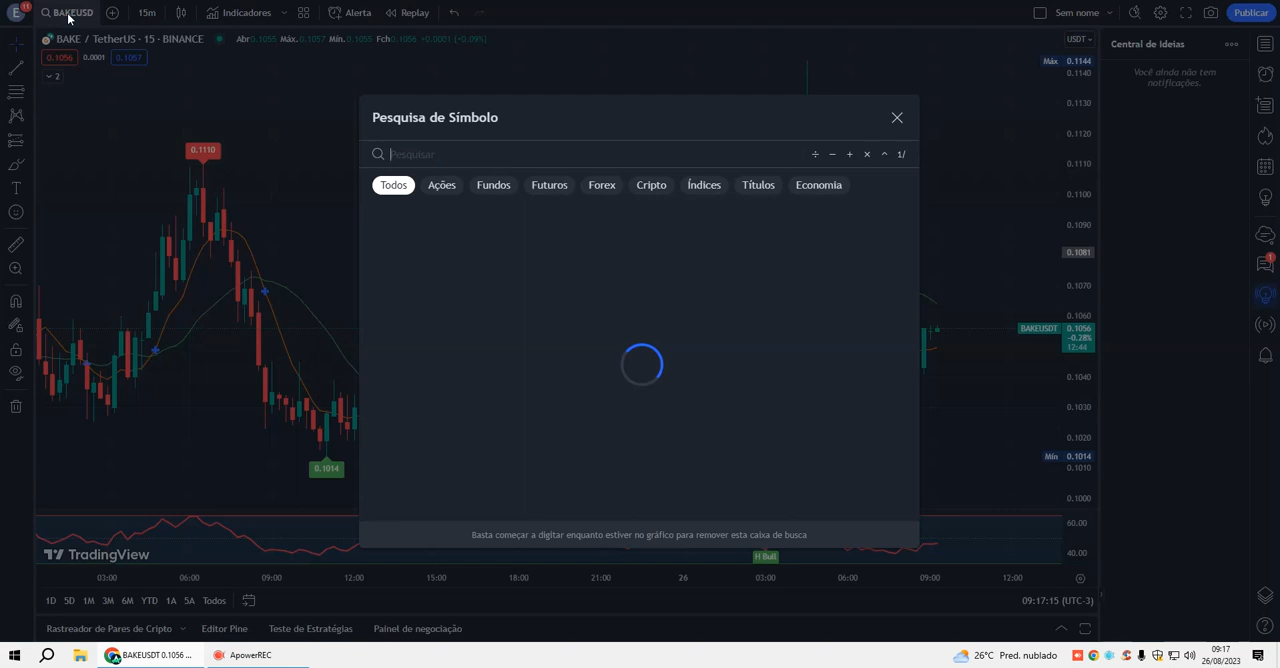 E
11
BAKEUSD
15m
Indicadores
Alerta
Replay
Sem nome
Publicar
BAKE / TetherUS · 15 · BINANCE
Abr0.1055 Máx.0.1057 Mín.0.1055 Fch0.1056 +0.0001 (+0.09%)
USDT
0.1056
0.0001
0.1057
2
Central de Ideias
Você ainda não tem
notificações.
Máx 0.1144
0.1140
0.1130
0.1120
0.1110
0.1100
0.1090
0.1081
0.1070
0.1060
BAKEUSDT 0.1056
-0.28%
12:44
0.1040
0.1030
0.1020
Mín 0.1014
0.1010
0.1000
60.00
40.00
1
0.1110
0.1014
Pesquisa de Símbolo
Pesquisar
÷ − + × ^ 1/
Todos
Ações
Fundos
Futuros
Forex
Cripto
Índices
Títulos
Economia
Basta começar a digitar enquanto estiver no gráfico para remover esta caixa de busca
TradingView
H Bull
03:00 06:00 09:00 12:00 15:00 18:00 21:00 26 03:00 06:00 09:00 12:00
1D 5D 1M 3M 6M YTD 1A 5A Todos
09:17:15 (UTC-3)
Rastreador de Pares de Cripto
Editor Pine
Teste de Estratégias
Painel de negociação
BAKEUSDT 0.1056 ...
ApowerREC
26°C Pred. nublado
09:17
26/08/2023